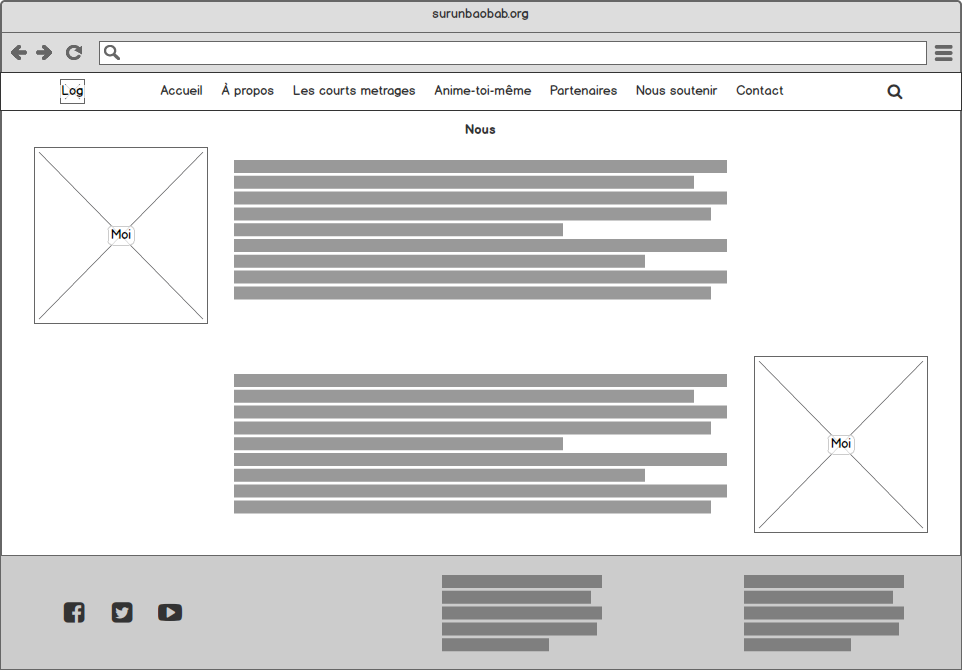 surunbaobab.org
Log Accueil À propos Les courts metrages Anime-toi-même Partenaires Nous soutenir Contact
Nous
Moi
Moi